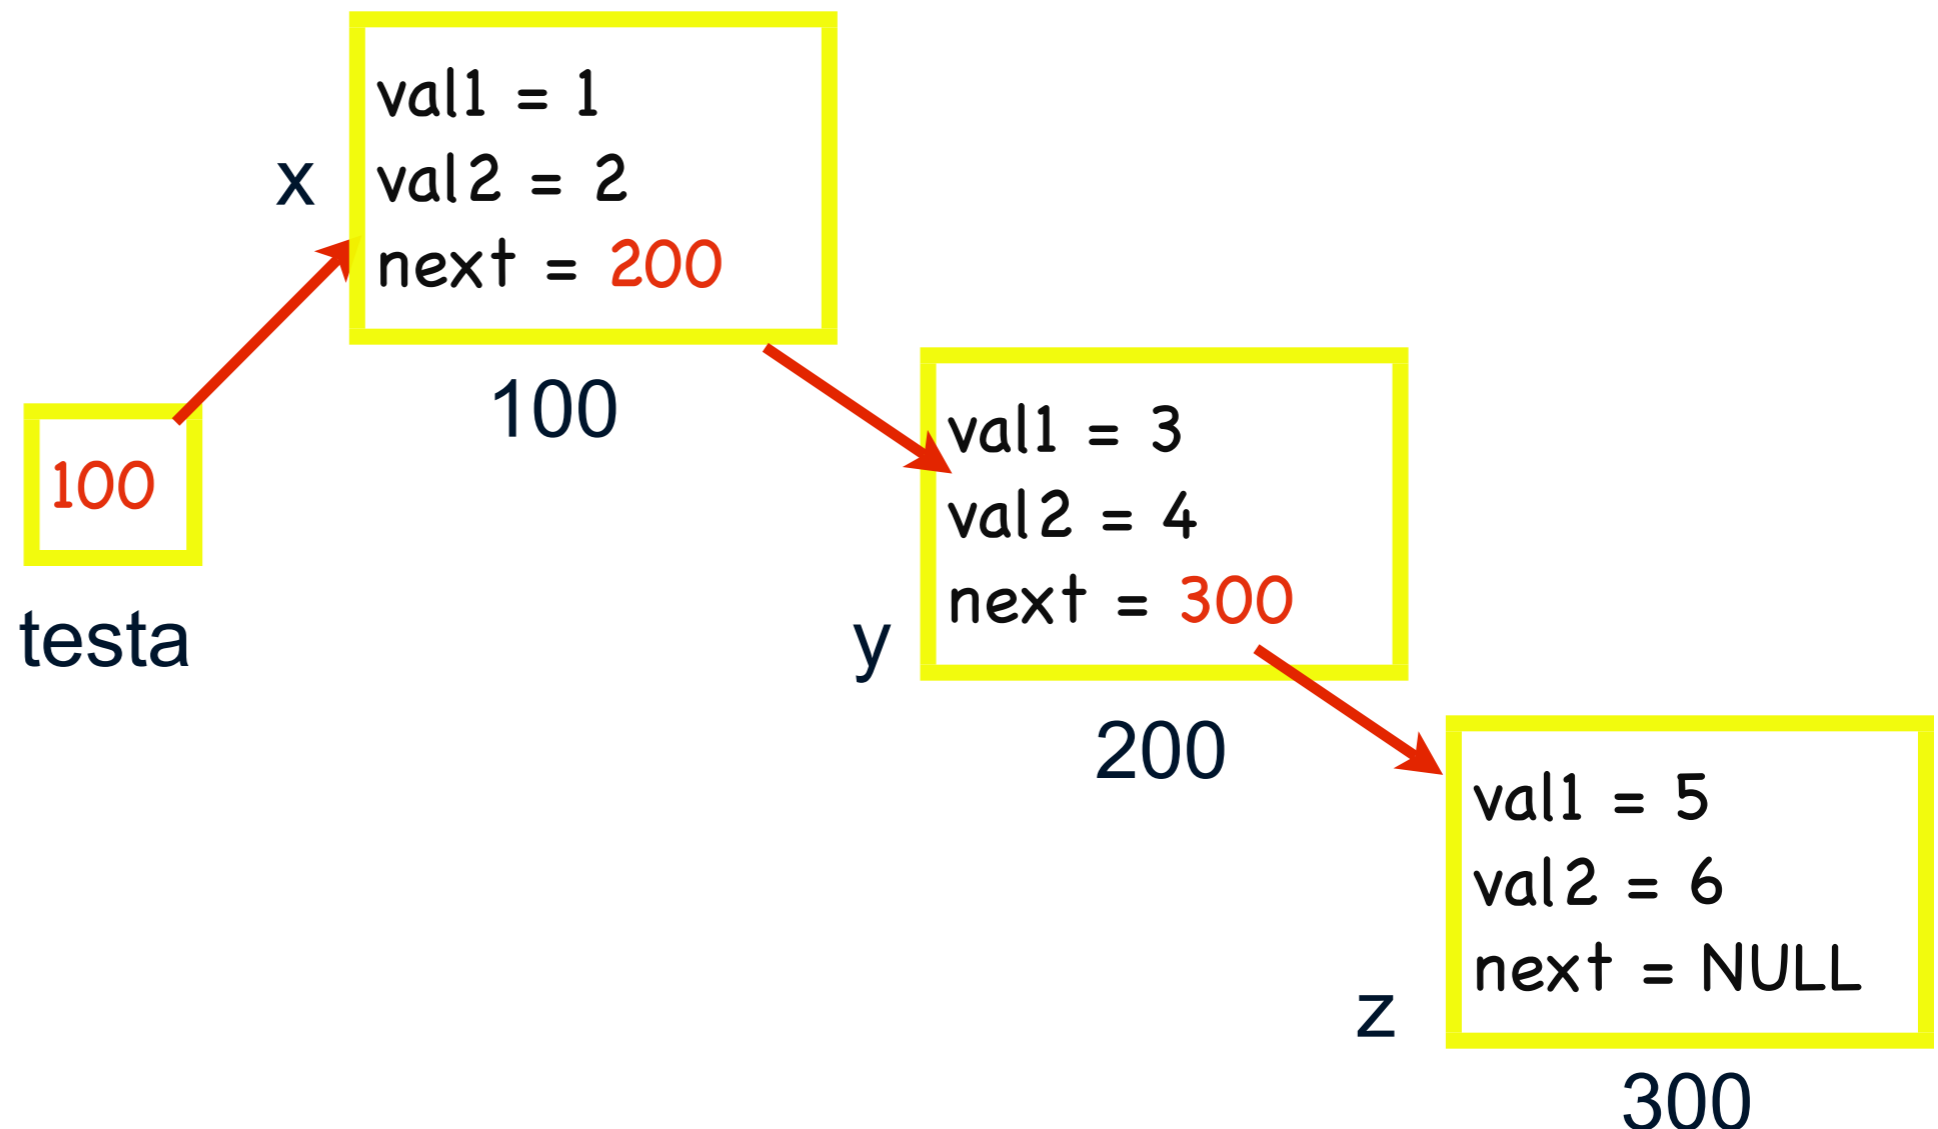 val1 = 1
val2 = 2
next = 200
x
100
100
testa
val1 = 3
val2 = 4
next = 300
y
200
val1 = 5
val2 = 6
next = NULL
z
300